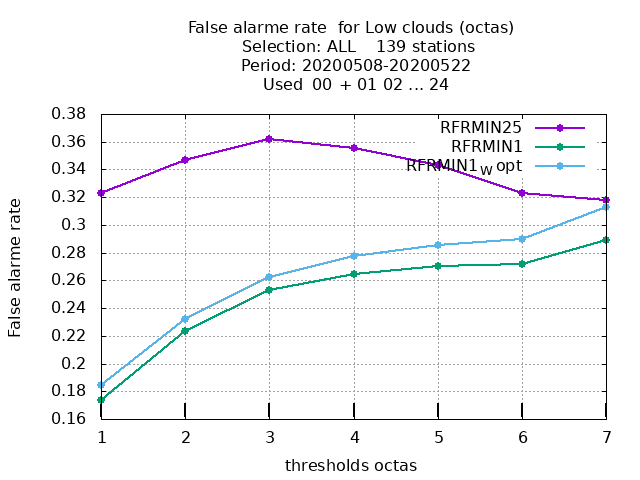 False alarme rate  for Low clouds (octas)
Selection: ALL    139 stations
Period: 20200508-20200522
Used  00 + 01 02 ... 24
0.38
0.36
0.34
0.32
0.3
0.28
0.26
0.24
0.22
0.2
0.18
0.16
False alarme rate
RFRMIN25
RFRMIN1
RFRMIN1_W opt
1 2 3 4 5 6 7
thresholds octas